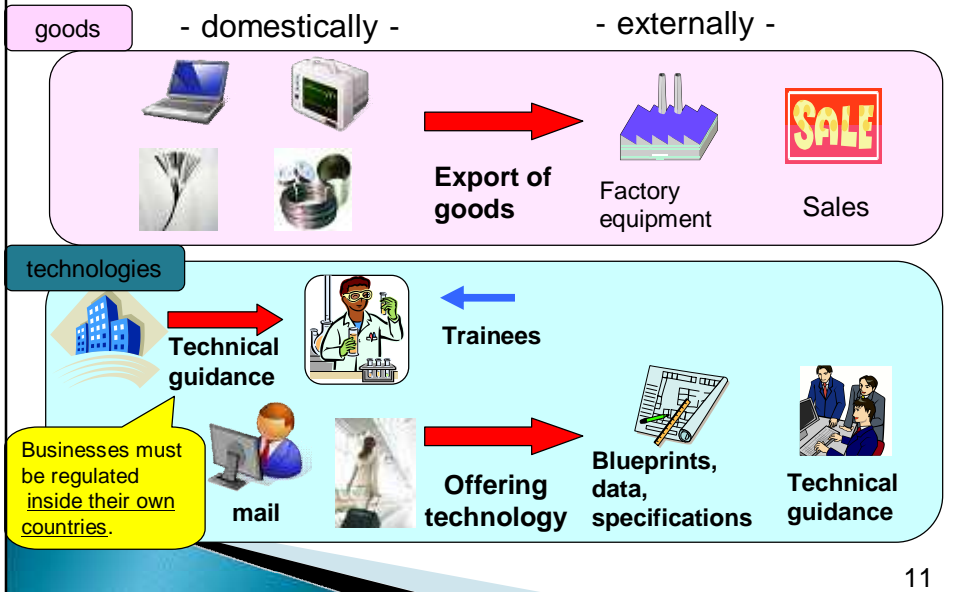 goods
- domestically -
- externally -
Export of
goods
Factory
equipment
SALE
Sales
technologies
Technical
guidance
Trainees
Businesses must
be regulated
inside their own
countries.
mail
Offering
technology
Blueprints,
data,
specifications
Technical
guidance
11